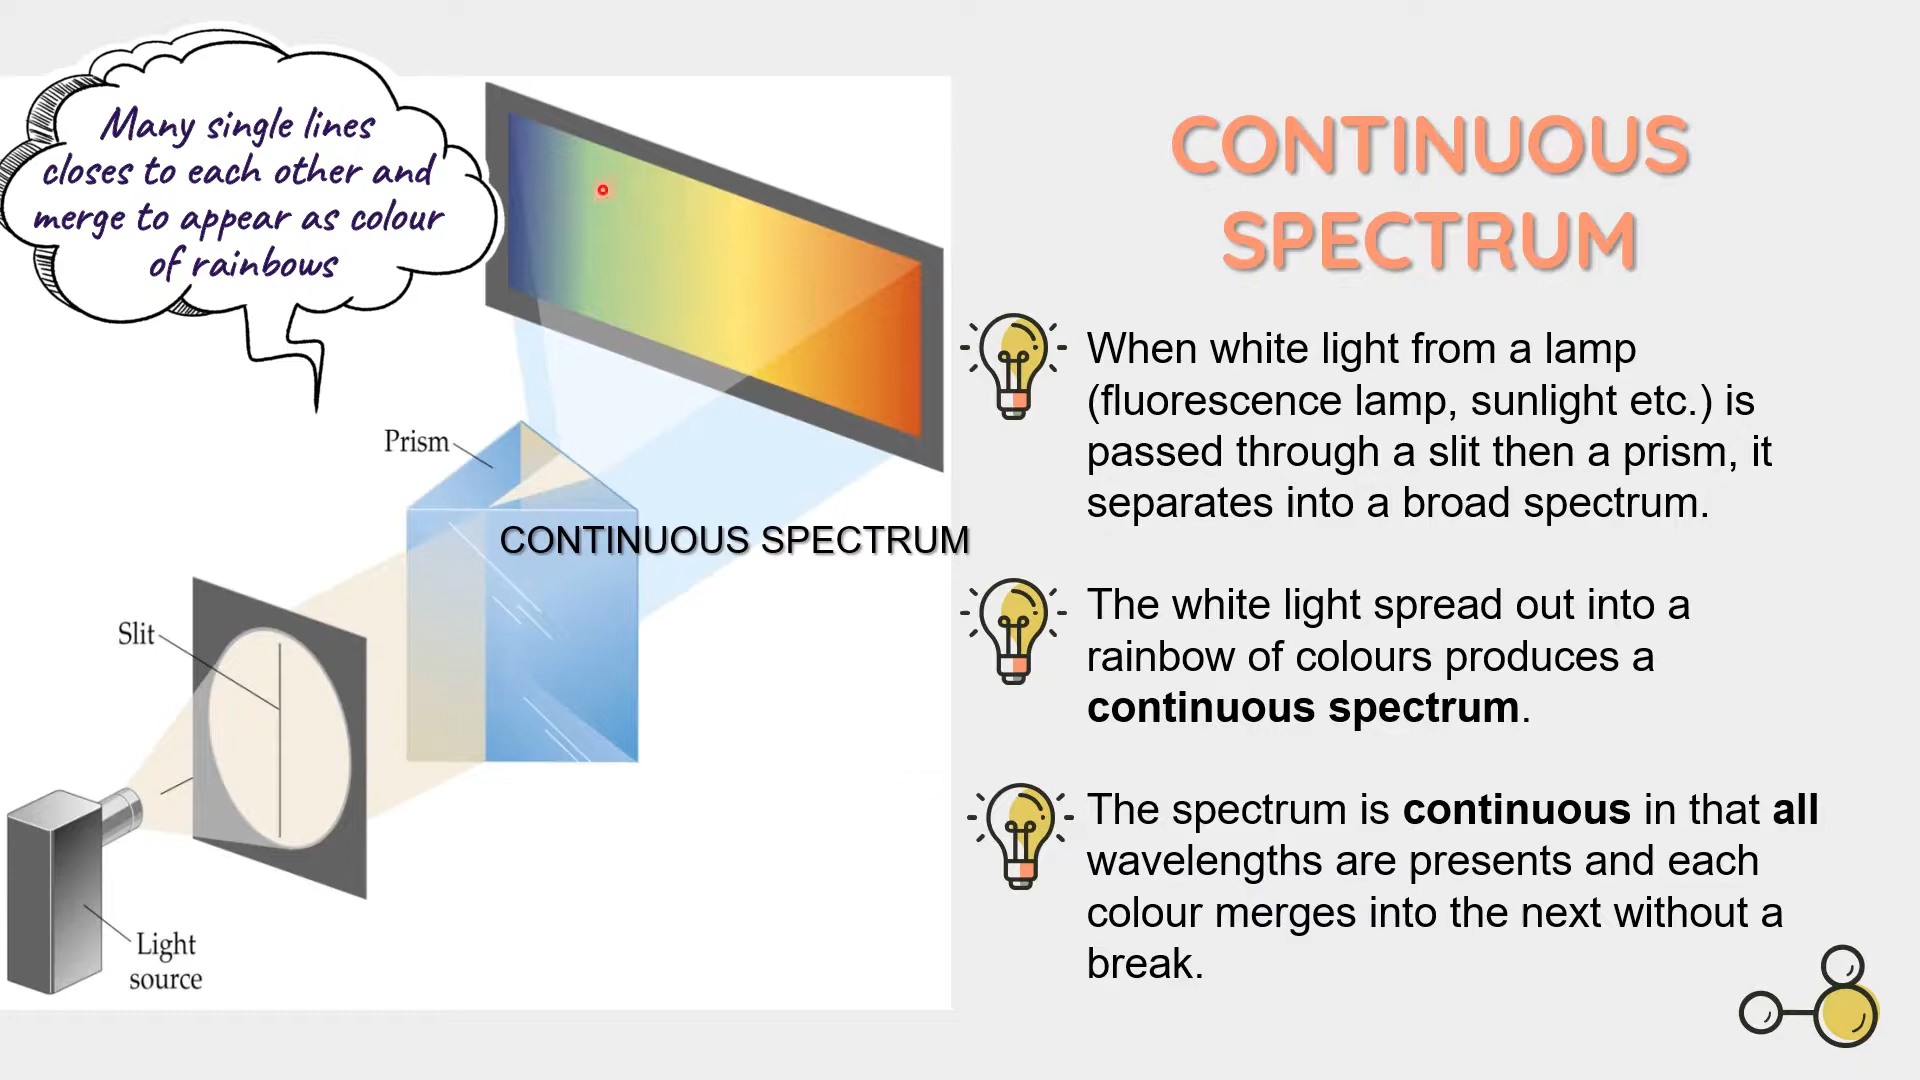 Many single lines
closes to each other and
merge to appear as colour
of rainbows
Prism
CONTINUOUS SPECTRUM
Slit
Light
source
CONTINUOUS
SPECTRUM
When white light from a lamp
(fluorescence lamp, sunlight etc.) is
passed through a slit then a prism, it
separates into a broad spectrum.
The white light spread out into a
rainbow of colours produces a
continuous spectrum.
The spectrum is continuous in that all
wavelengths are presents and each
colour merges into the next without a
break.